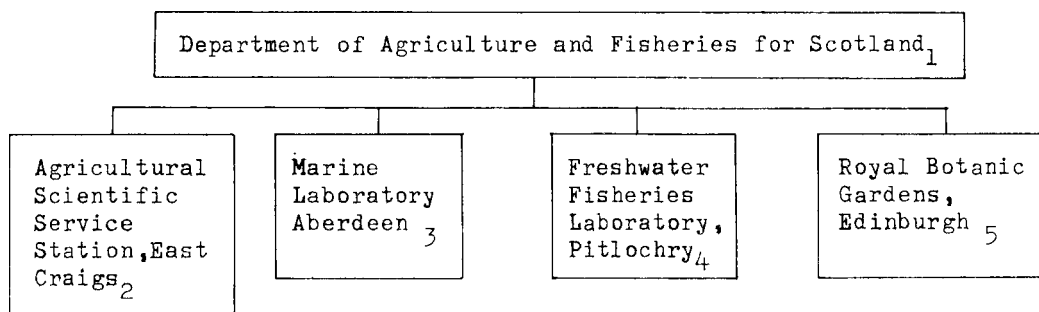 Department of Agriculture and Fisheries for Scotland1
Agricultural
Scientific
Service
Station,East
Craigs2
Marine
Laboratory
Aberdeen 3
Freshwater
Fisheries
Laboratory,
Pitlochry4
Royal Botanic
Gardens,
Edinburgh 5